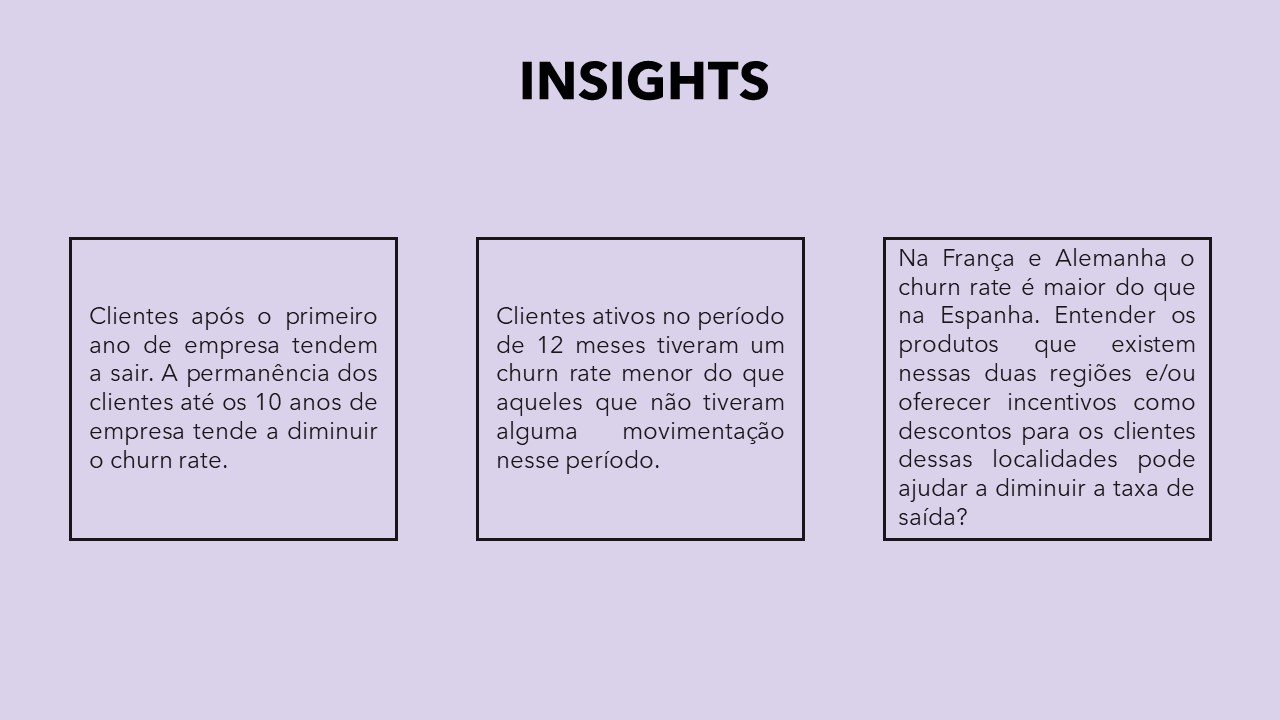 INSIGHTS
Clientes após o primeiro
ano de empresa tendem
a sair. A permanência dos
clientes até os 10 anos de
empresa tende a diminuir
o churn rate.
Clientes ativos no período
de 12 meses tiveram um
churn rate menor do que
aqueles que não tiveram
alguma movimentação
nesse período.
Na França e Alemanha o
churn rate é maior do que
na Espanha. Entender os
produtos que existem
nessas duas regiões e/ou
oferecer incentivos como
descontos para os clientes
dessas localidades pode
ajudar a diminuir a taxa de
saída?